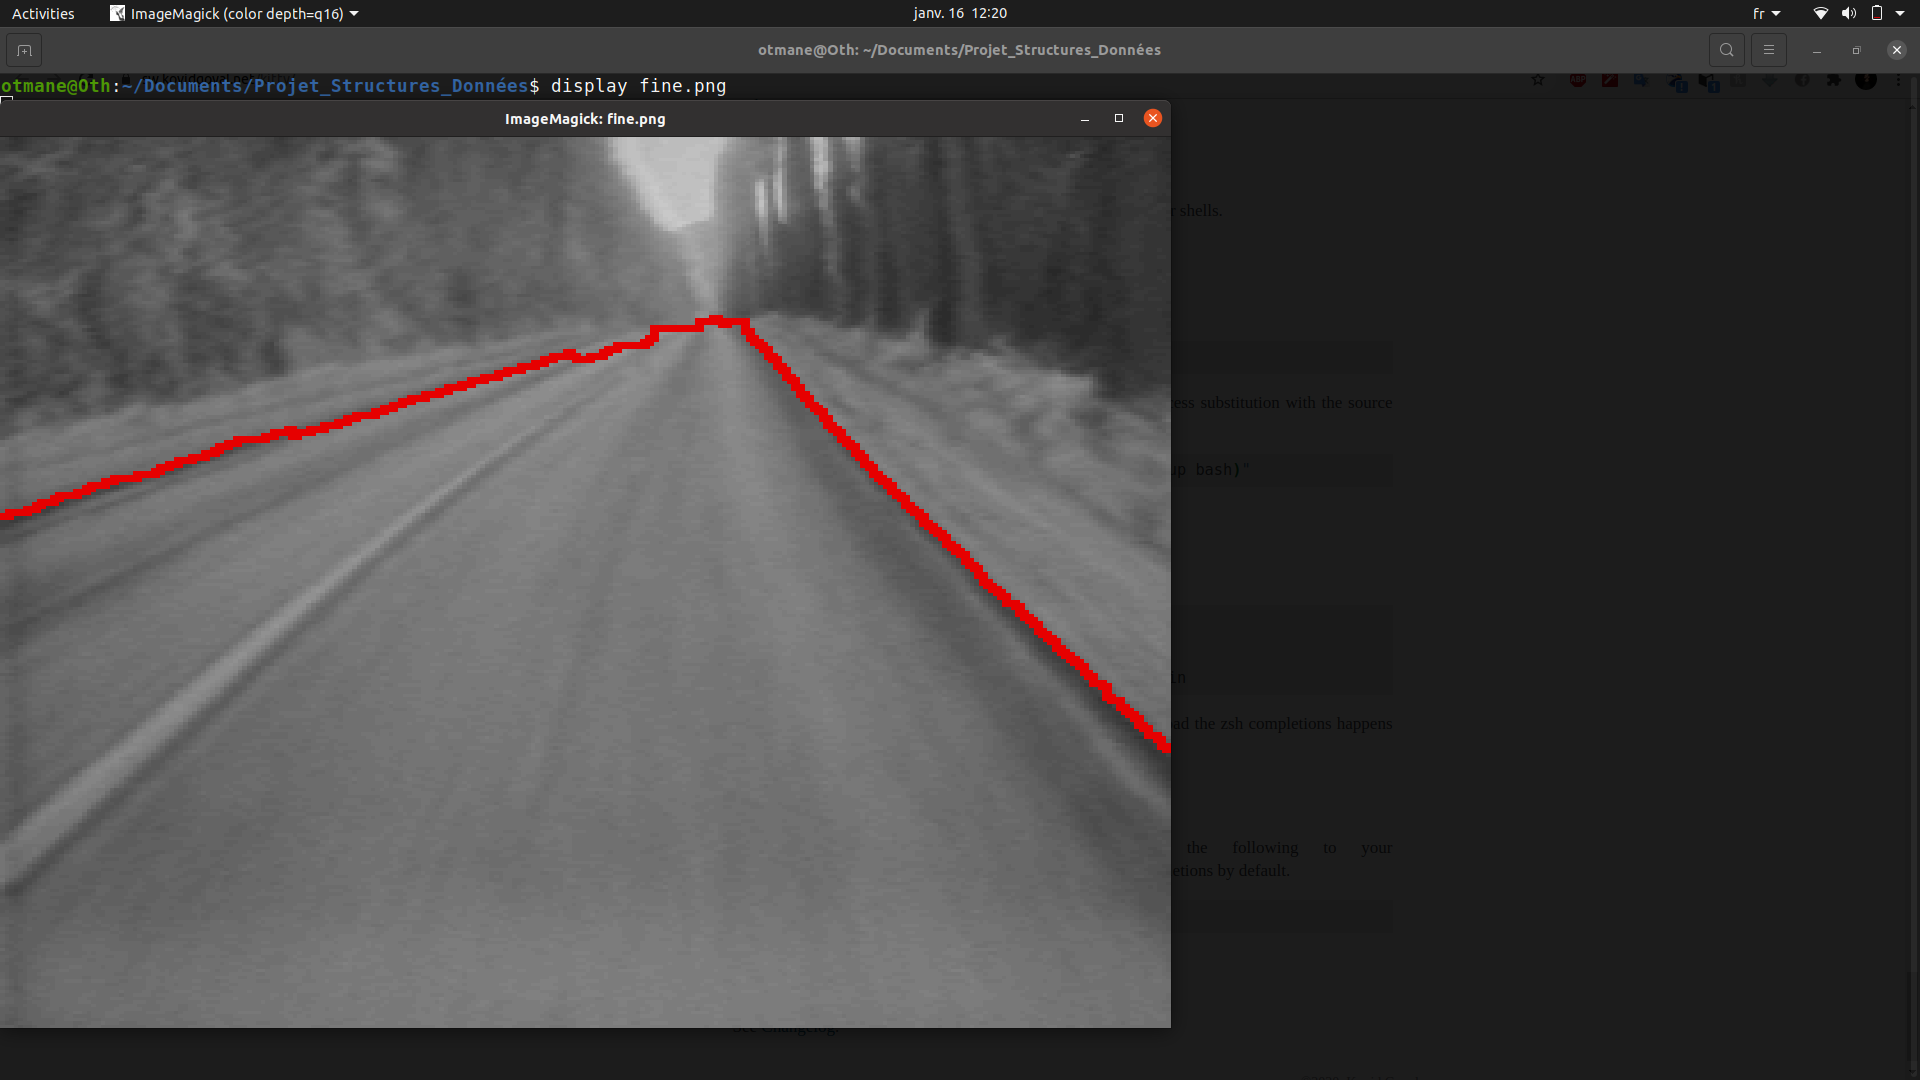 Activities ImageMagick (color depth=q16) janv. 16 12:20 fr
otmane@Oth: ~/Documents/Projet_Structures_Données
otmane@Oth:~/Documents/Projet_Structures_Données$ display fine.png
ImageMagick: fine.png
shells.
substitution with the source
bash)"
the zsh completions happens
the following to your
by default.
Changelog.